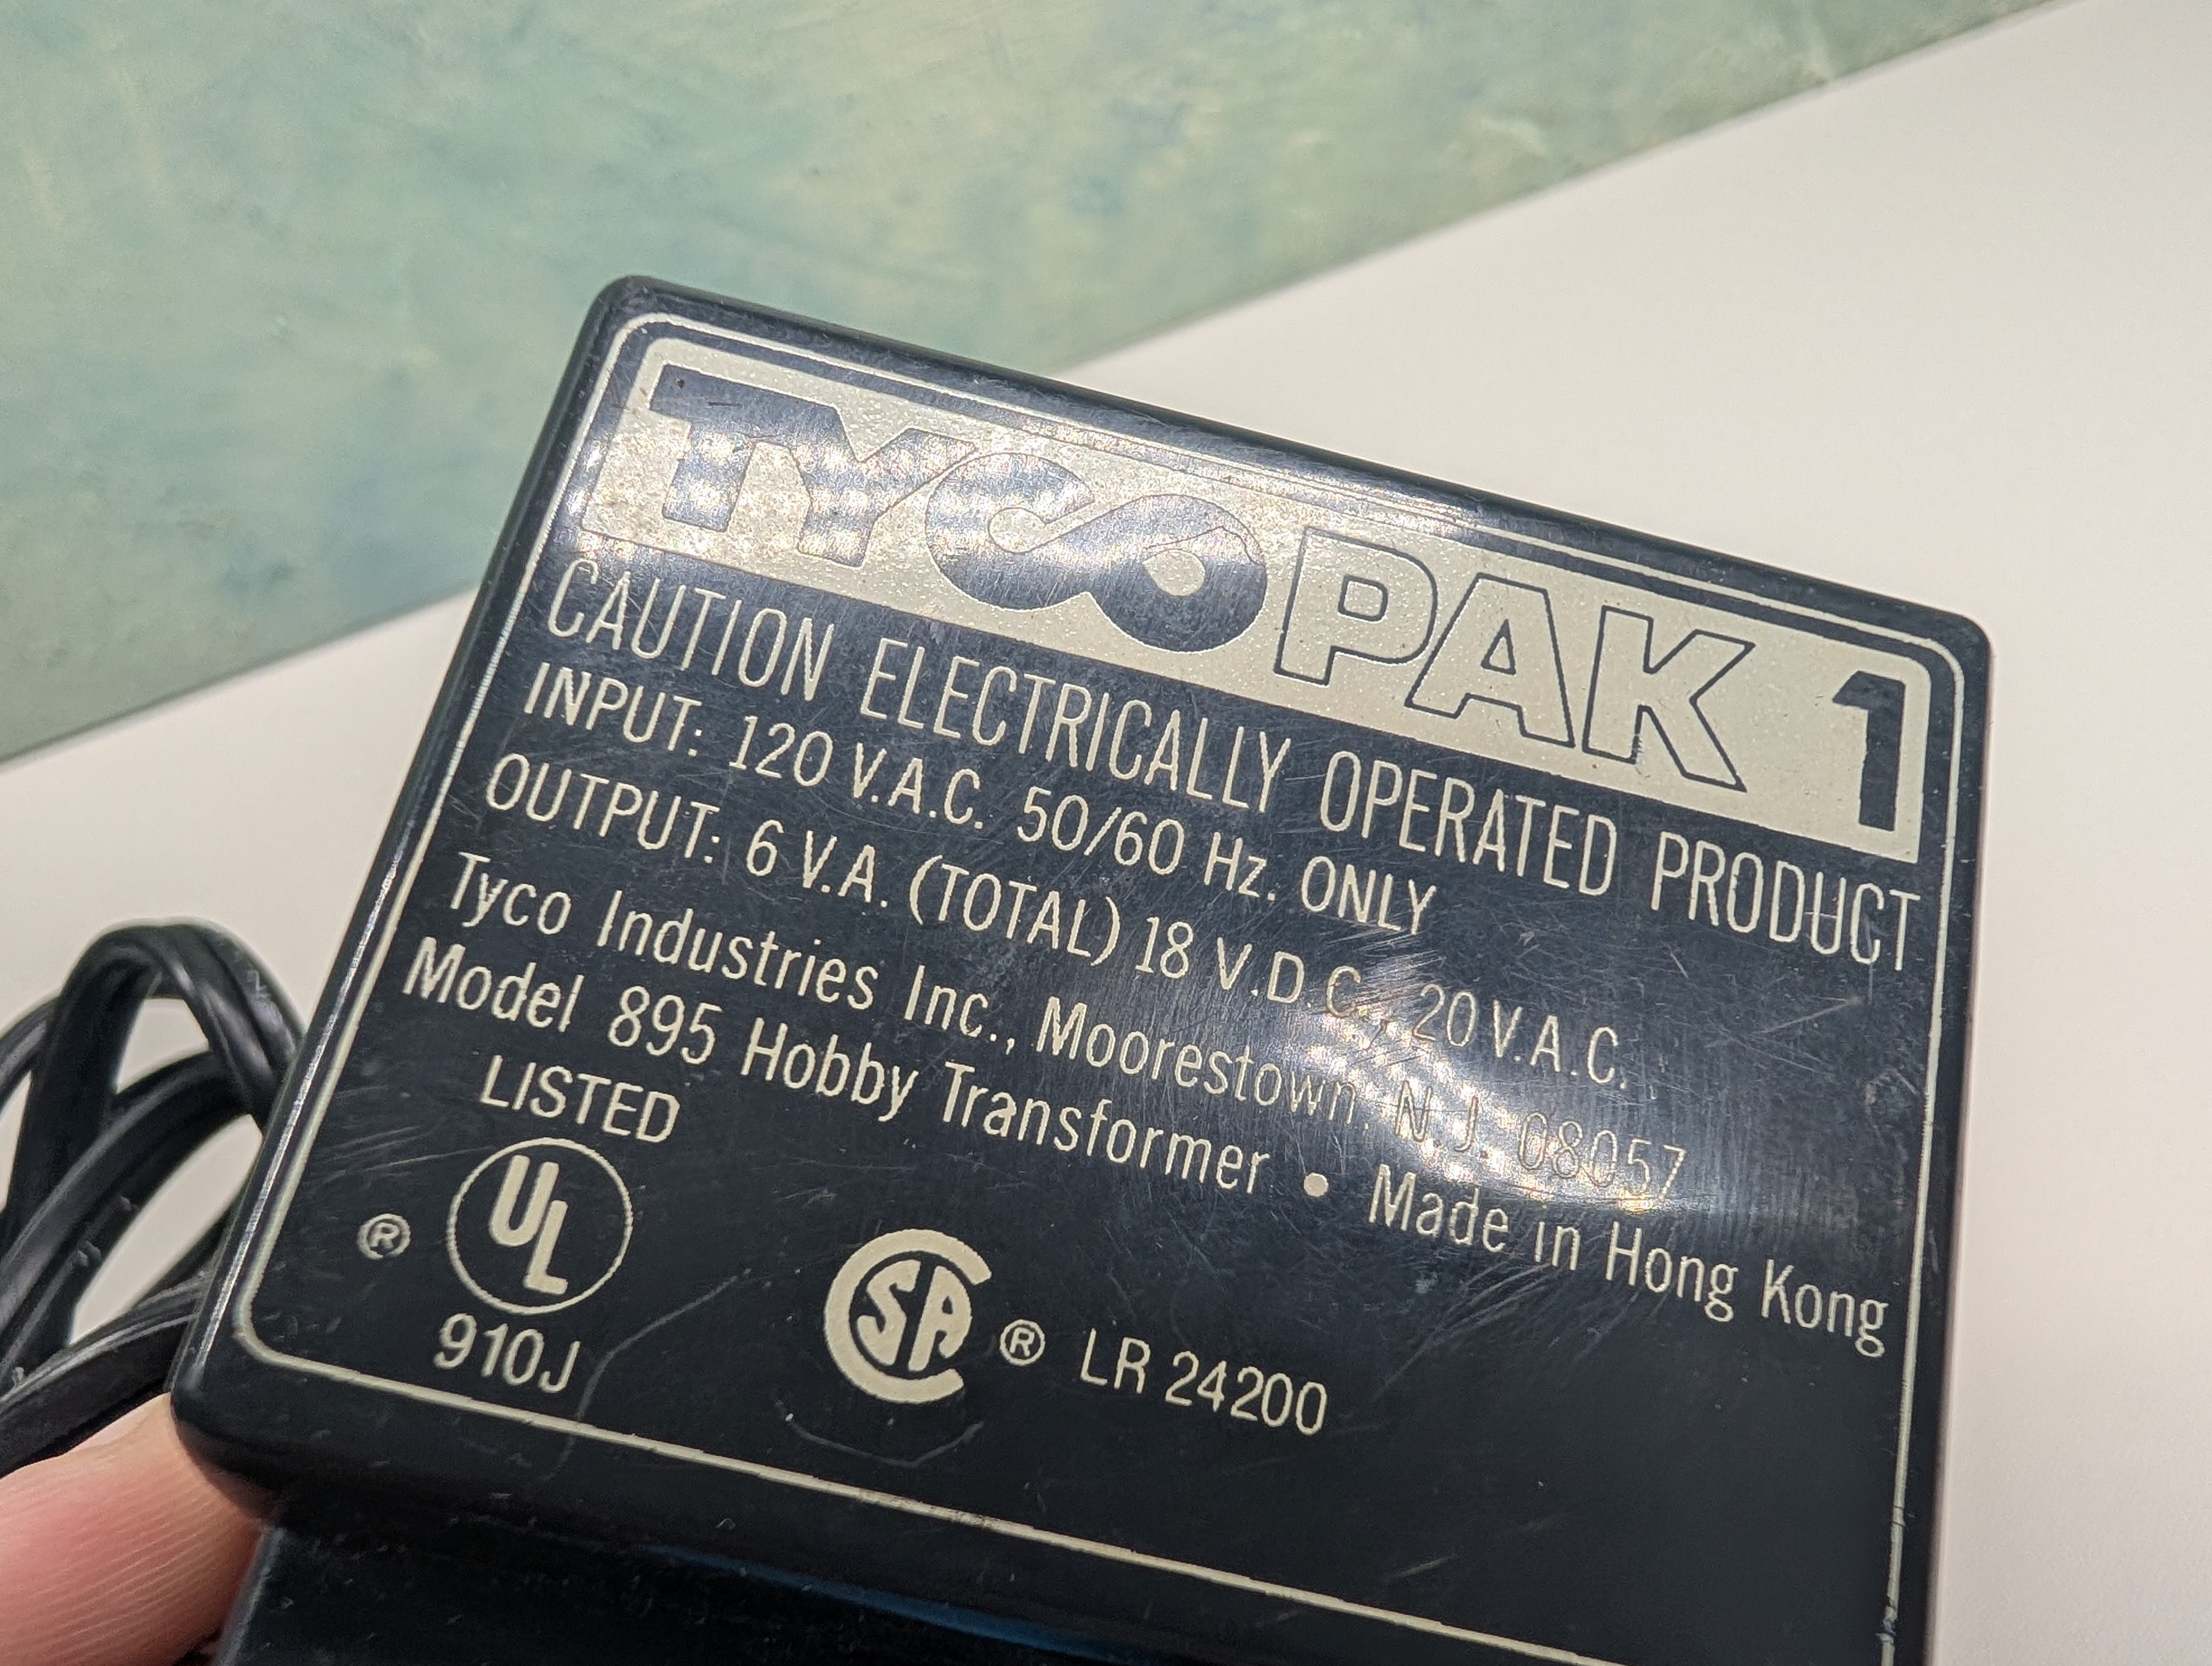 TYCO PAK 1
CAUTION ELECTRICALLY OPERATED PRODUCT
INPUT: 120 V.A.C. 50/60 Hz. ONLY
OUTPUT: 6 V.A. (TOTAL) 18 V.D.C., 20 V.A.C.
Tyco Industries Inc., Moorestown, N.J. 08057
Model 895 Hobby Transformer • Made in Hong Kong
LISTED
® UL
910J
CSA ® LR 24200